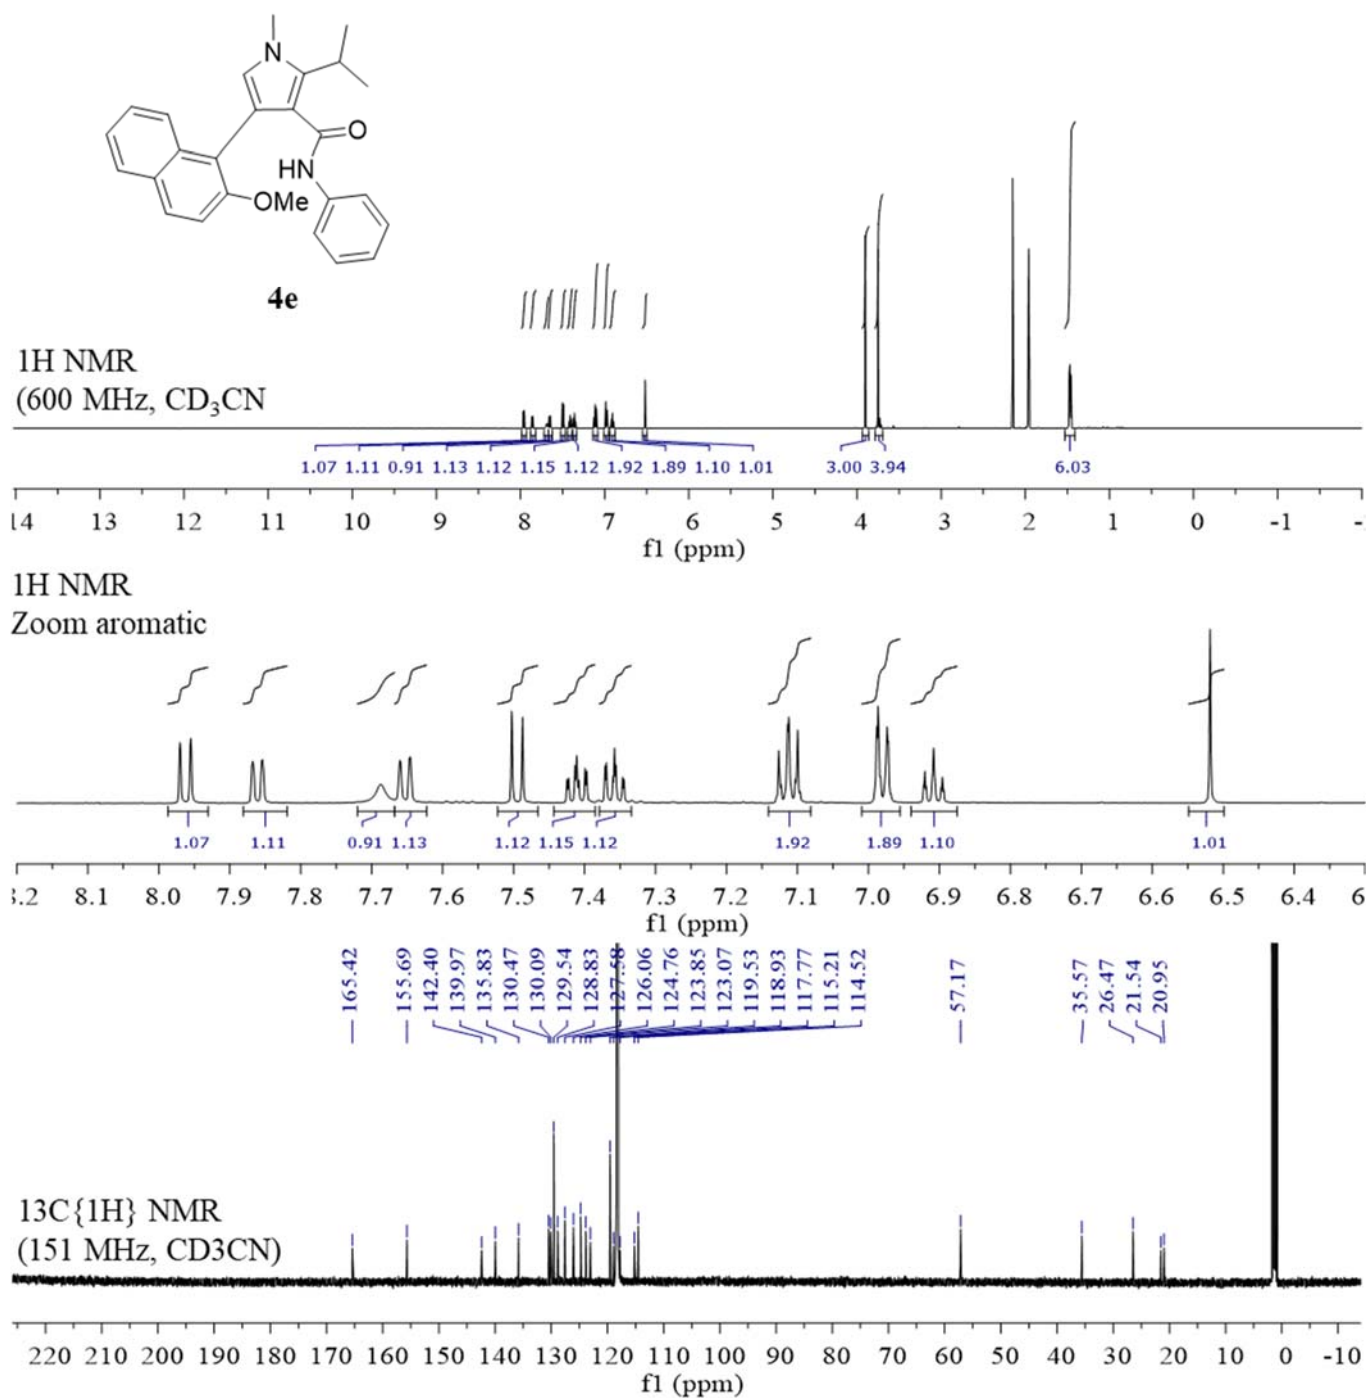 N
O
HN
OMe
4e
1H NMR
(600 MHz, CD3CN
1.07 1.11 0.91 1.13 1.12 1.15 1.12 1.92 1.89 1.10 1.01 3.00 3.94 6.03
14 13 12 11 10 9 8 7 6 5 4 3 2 1 0 -1
f1 (ppm)
1H NMR
Zoom aromatic
1.07 1.11 0.91 1.13 1.12 1.15 1.12 1.92 1.89 1.10 1.01
8.1 8.0 7.9 7.8 7.7 7.6 7.5 7.4 7.3 7.2 7.1 7.0 6.9 6.8 6.7 6.6 6.5 6.4
f1 (ppm)
165.42
155.69
142.40
139.97
135.83
130.47
130.09
129.54
128.83
127.58
126.06
124.76
123.85
123.07
119.53
118.93
117.77
115.21
114.52
57.17
35.57
26.47
21.54
20.95
13C{1H} NMR
(151 MHz, CD3CN)
220 210 200 190 180 170 160 150 140 130 120 110 100 90 80 70 60 50 40 30 20 10 0 -10
f1 (ppm)